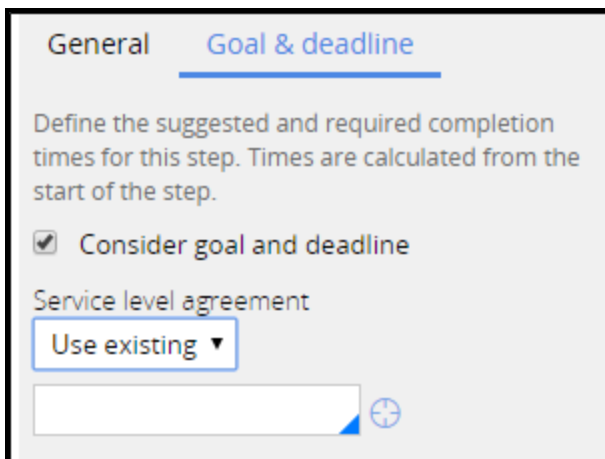 General Goal & deadline
Define the suggested and required completion
times for this step. Times are calculated from the
start of the step.
Consider goal and deadline
Service level agreement
Use existing